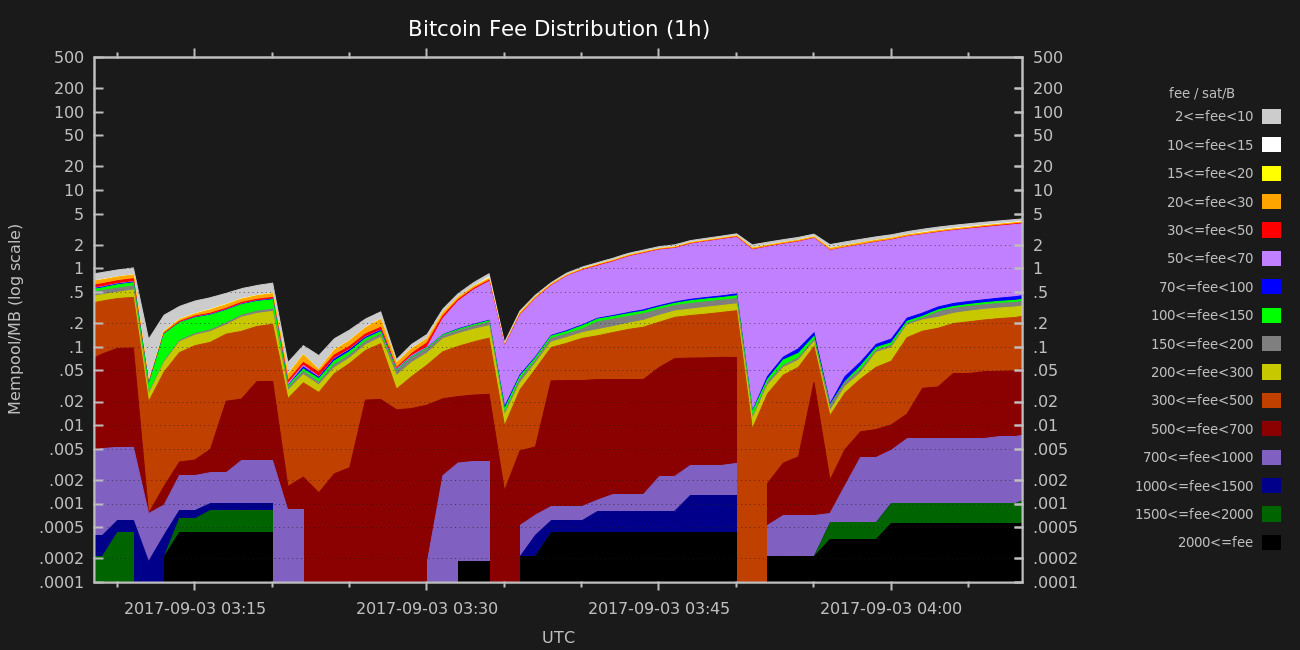 Bitcoin Fee Distribution (1h)
Mempool/MB (log scale)
500
200
100
50
20
10
5
2
1
.5
.2
.1
.05
.02
.01
.005
.002
.001
.0005
.0002
.0001
500
200
100
50
20
10
5
2
1
.5
.2
.1
.05
.02
.01
.005
.002
.001
.0005
.0002
.0001
2017-09-03 03:15
2017-09-03 03:30
2017-09-03 03:45
2017-09-03 04:00
UTC
fee / sat/B
2<=fee<10
10<=fee<15
15<=fee<20
20<=fee<30
30<=fee<50
50<=fee<70
70<=fee<100
100<=fee<150
150<=fee<200
200<=fee<300
300<=fee<500
500<=fee<700
700<=fee<1000
1000<=fee<1500
1500<=fee<2000
2000<=fee